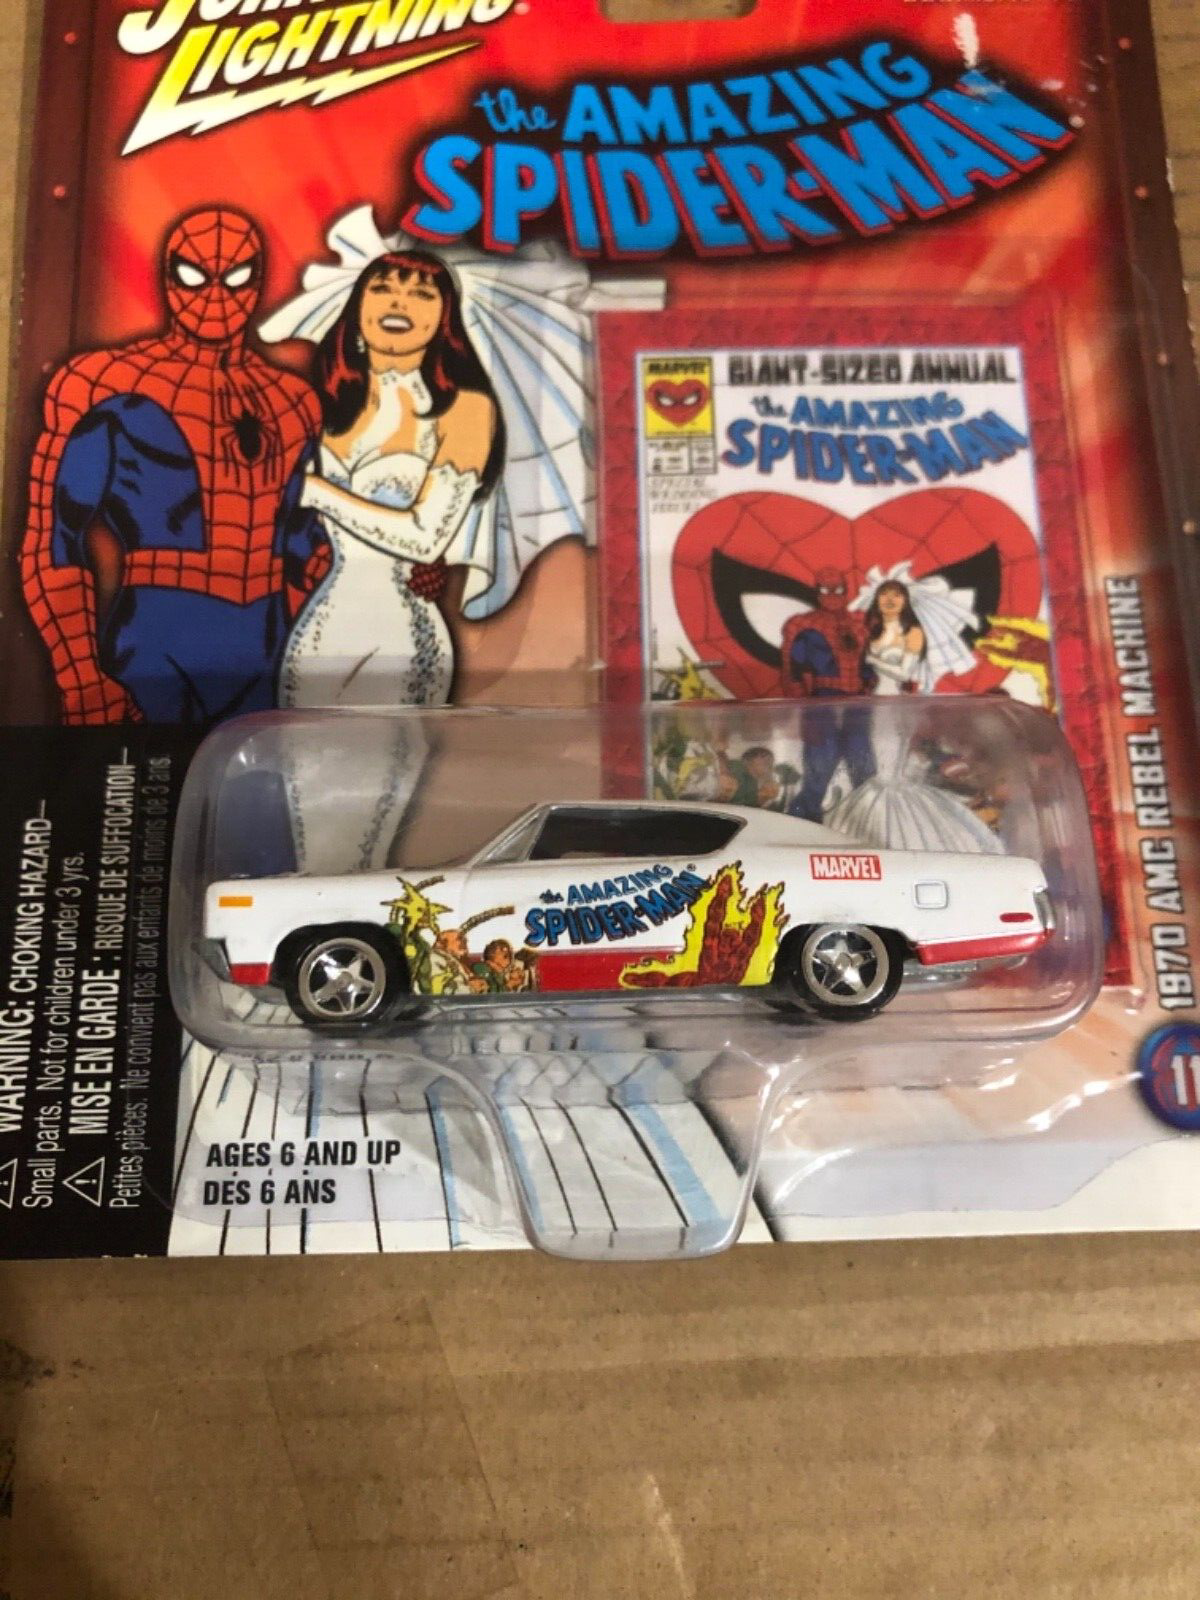 LIGHTNING
the AMAZING
SPIDER-MAN
MARVEL
GIANT-SIZED ANNUAL
the AMAZING
SPIDER-MAN
1970 AMC REBEL MACHINE
11
the AMAZING
SPIDER-MAN
MARVEL
WARNING: CHOKING HAZARD—
Small parts. Not for children under 3 yrs.
MISE EN GARDE : RISQUE DE SUFFOCATION—
Petites pièces. Ne convient pas aux enfants de moins de 3 ans.
AGES 6 AND UP
DES 6 ANS